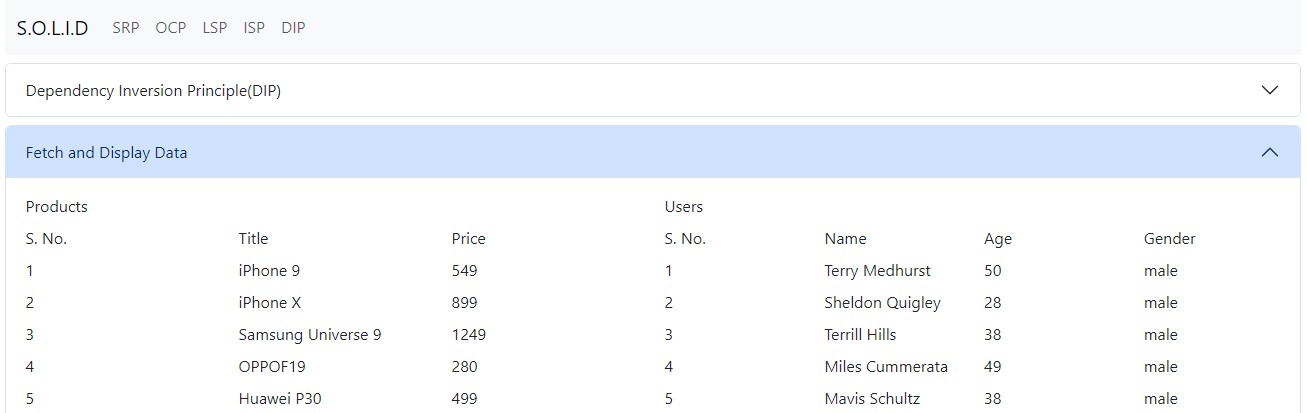 S.O.L.I.D SRP OCP LSP ISP DIP
Dependency Inversion Principle(DIP)
Fetch and Display Data
Products
S. No. Title Price
1 iPhone 9 549
2 iPhone X 899
3 Samsung Universe 9 1249
4 OPPOF19 280
5 Huawei P30 499
Users
S. No. Name Age Gender
1 Terry Medhurst 50 male
2 Sheldon Quigley 28 male
3 Terrill Hills 38 male
4 Miles Cummerata 49 male
5 Mavis Schultz 38 male